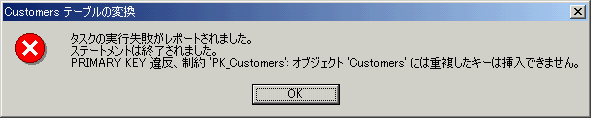 Customers テーブルの変換
タスクの実行失敗がレポートされました。
ステートメントは終了されました。
PRIMARY KEY 違反、制約 'PK_Customers': オブジェクト 'Customers' には重複したキーは挿入できません。
OK